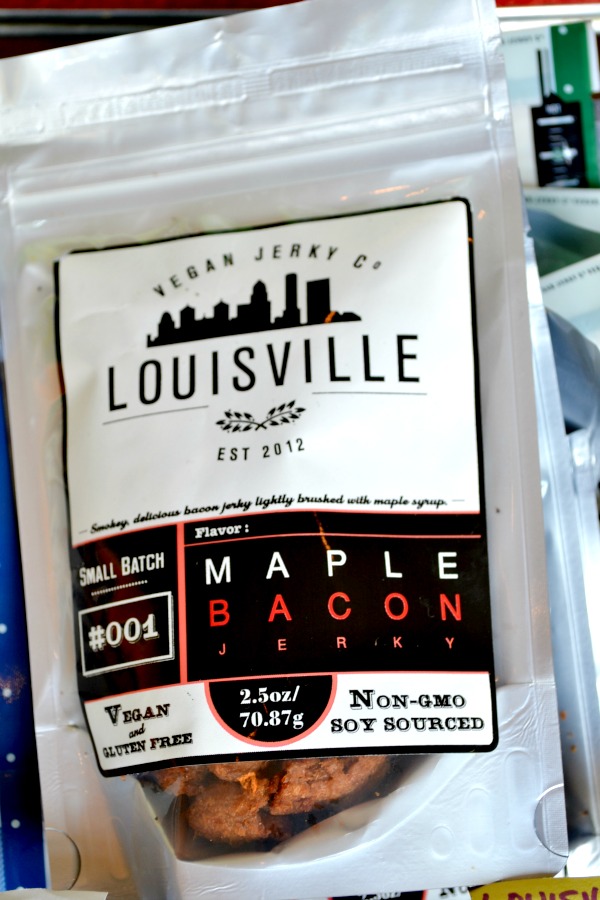 VEGAN JERKY Co
LOUISVILLE
EST 2012
Smokey, delicious bacon jerky lightly brushed with maple syrup.
Flavor :
MAPLE
BACON
JERKY
SMALL BATCH
#001
VEGAN
and
GLUTEN FREE
2.5oz/
70.87g
NON-GMO
SOY SOURCED